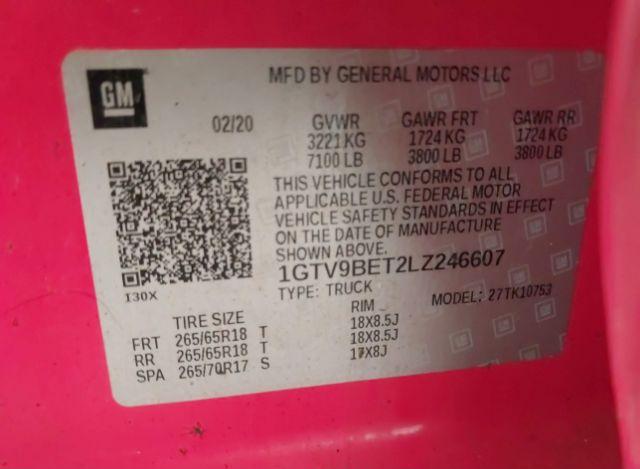 GM
MFD BY GENERAL MOTORS LLC
02/20 GVWR GAWR FRT GAWR RR
3221 KG 1724 KG 1724 KG
7100 LB 3800 LB 3800 LB
THIS VEHICLE CONFORMS TO ALL
APPLICABLE U.S. FEDERAL MOTOR
VEHICLE SAFETY STANDARDS IN EFFECT
ON THE DATE OF MANUFACTURE
SHOWN ABOVE.
1GTV9BET2LZ246607
TYPE: TRUCK MODEL: 27TK10753
130X
TIRE SIZE RIM
FRT 265/65R18 T 18X8.5J
RR 265/65R18 T 18X8.5J
SPA 265/70R17 S 17X8J